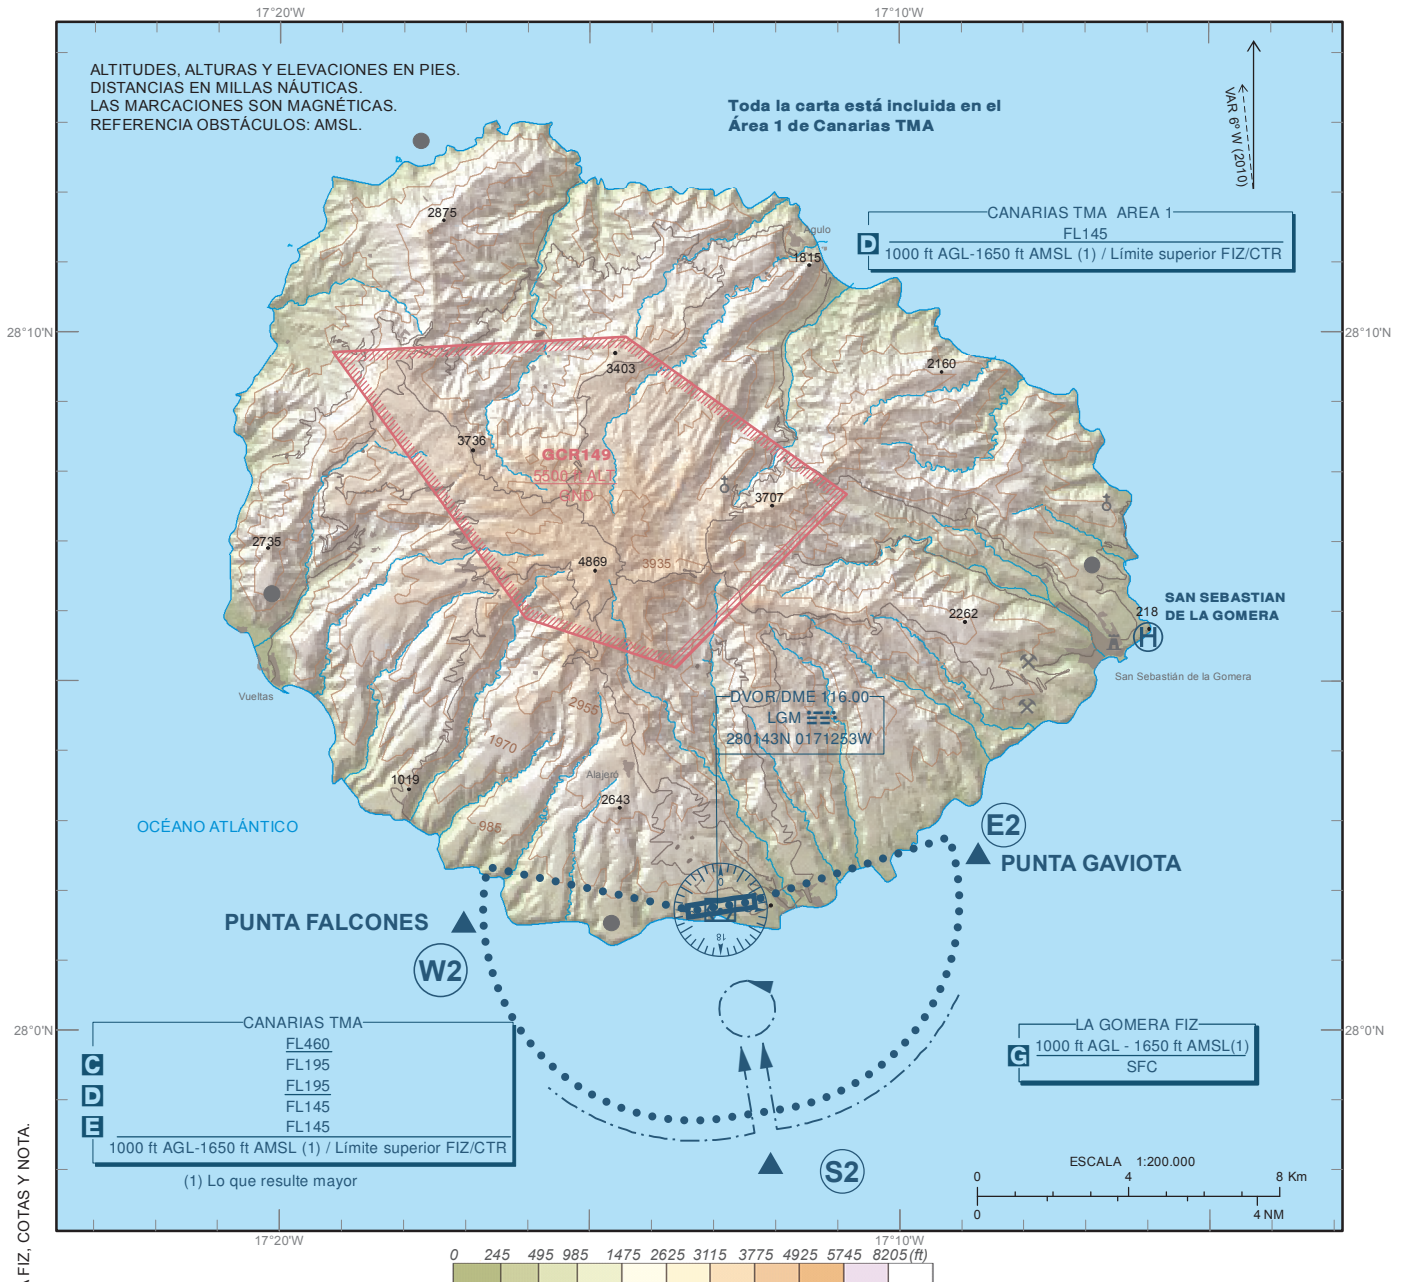 17°20'W
17°10'W
ALTITUDES, ALTURAS Y ELEVACIONES EN PIES.
DISTANCIAS EN MILLAS NÁUTICAS.
LAS MARCACIONES SON MAGNÉTICAS.
REFERENCIA OBSTÁCULOS: AMSL.
Toda la carta está incluida en el
Área 1 de Canarias TMA
VAR 6º W (2010)
CANARIAS TMA AREA 1
D
FL145
1000 ft AGL-1650 ft AMSL (1) / Límite superior FIZ/CTR
2875
Agulo
1815
28°10'N
28°10'N
3403
2160
3736
GCR149
5500 ft ALT
GND
3707
2735
4869
3935
2262
SAN SEBASTIAN
DE LA GOMERA
218
H
San Sebastián de la Gomera
Vueltas
DVOR/DME 116.00
LGM
280143N 0171253W
2955
1970
1019
Alajeró
2643
985
OCÉANO ATLÁNTICO
E2
PUNTA GAVIOTA
PUNTA FALCONES
W2
0
18
28°0'N
28°0'N
CANARIAS TMA
FL460
C
FL195
FL195
D
FL145
E
FL145
1000 ft AGL-1650 ft AMSL (1) / Límite superior FIZ/CTR
(1) Lo que resulte mayor
LA GOMERA FIZ
G
1000 ft AGL - 1650 ft AMSL(1)
SFC
S2
ESCALA 1:200.000
0 4 8 Km
0 4 NM
17°20'W
17°10'W
0 245 495 985 1475 2625 3115 3775 4925 5745 8205(ft)
FIZ, COTAS Y NOTA.